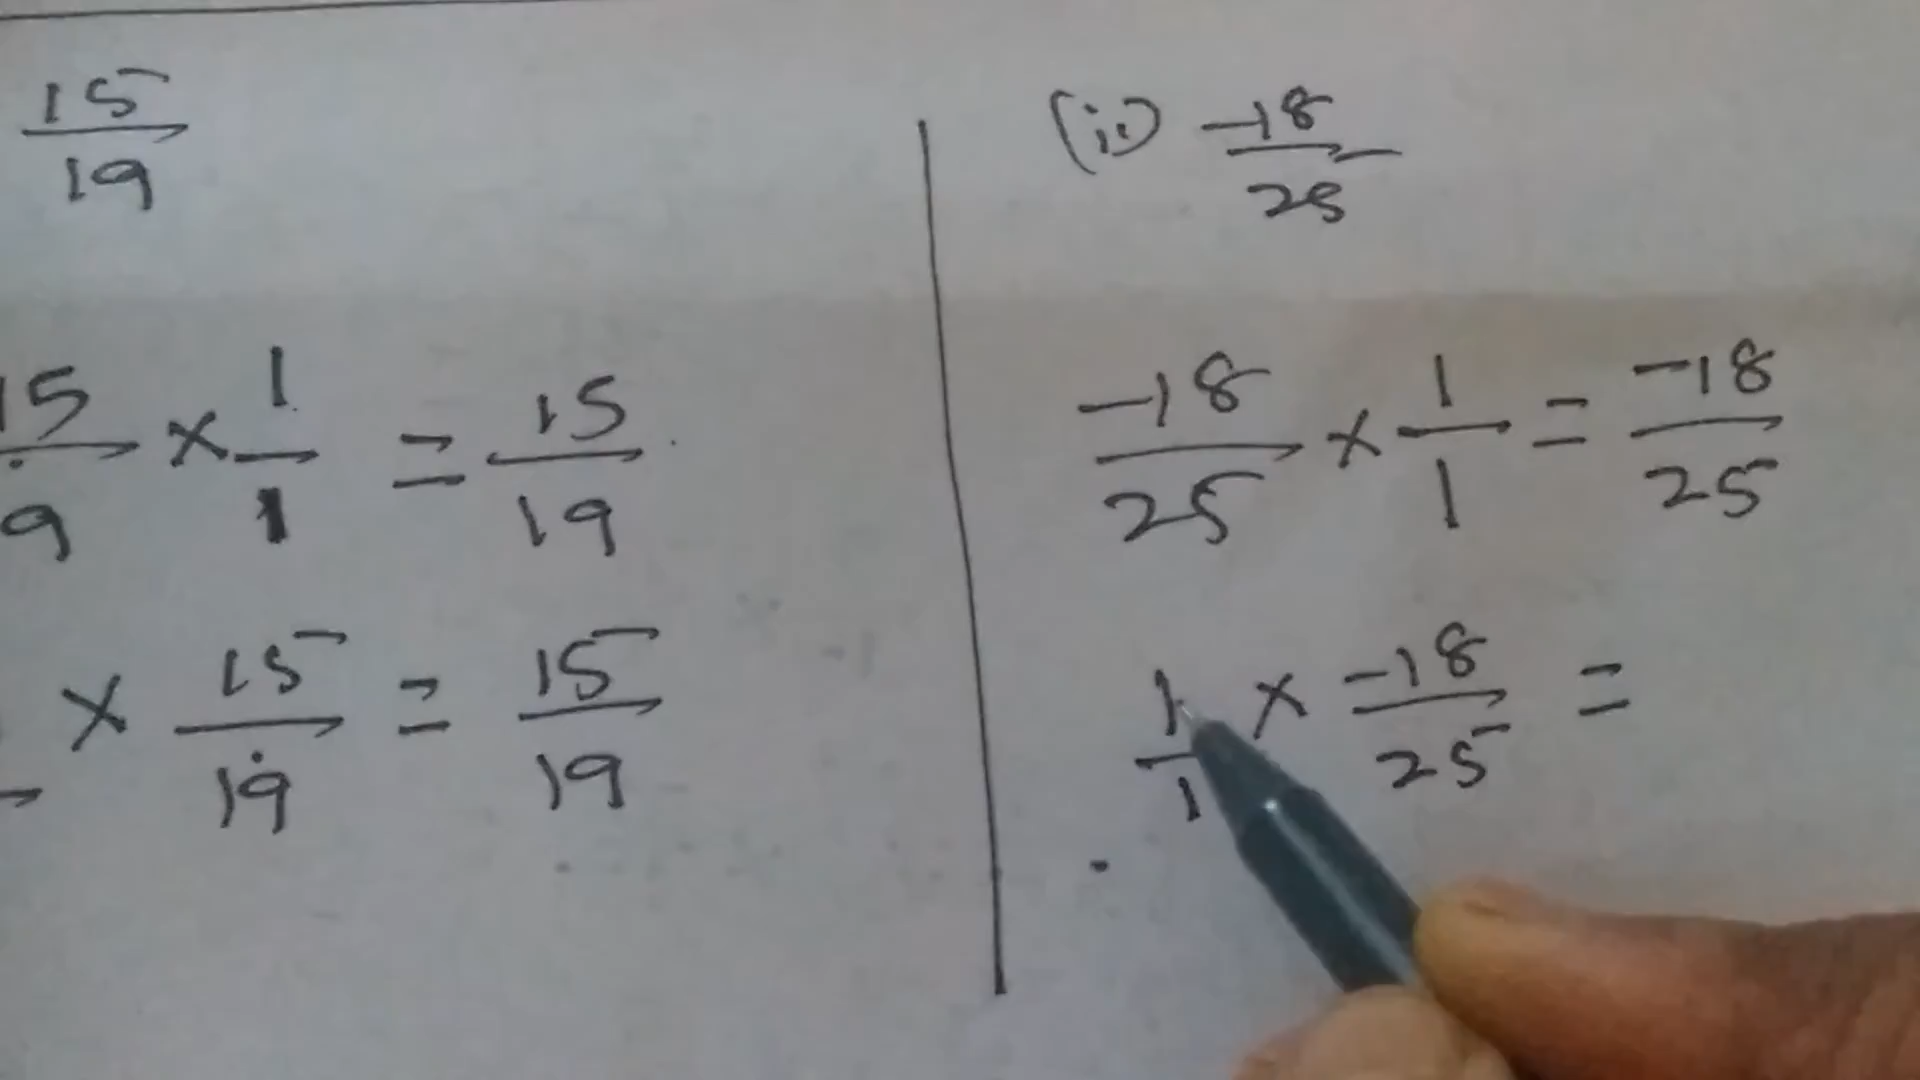 15/19
15/9 × 1/1 = 15/19
× 15/19 = 15/19
(ii) -18/25
-18/25 × 1/1 = -18/25
1/1 × -18/25 =